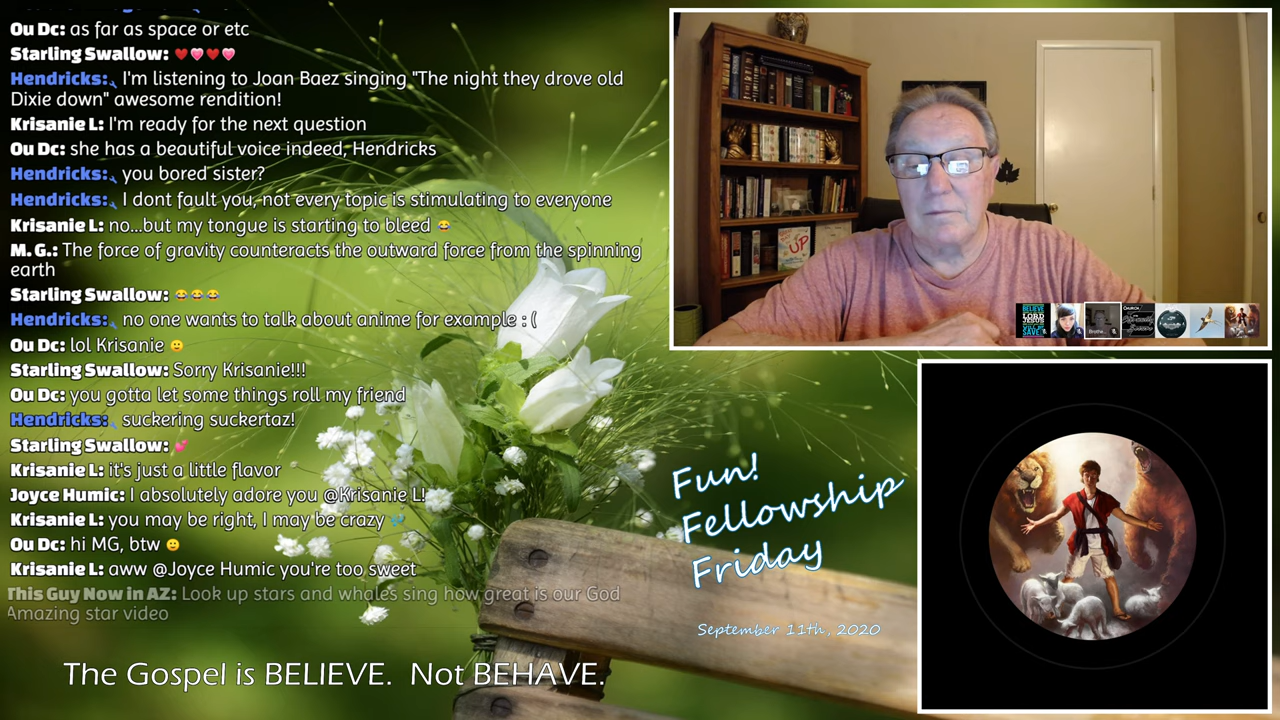 Ou Dc: as far as space or etc
Starling Swallow: ♥💗♥💗
Hendricks: I'm listening to Joan Baez singing "The night they drove old
Dixie down" awesome rendition!
Krisanie L: I'm ready for the next question
Ou Dc: she has a beautiful voice indeed, Hendricks
Hendricks: you bored sister?
Hendricks: I dont fault you, not every topic is stimulating to everyone
Krisanie L: no...but my tongue is starting to bleed 😂
M. G.: The force of gravity counteracts the outward force from the spinning
earth
Starling Swallow: 😂😂😂
Hendricks: no one wants to talk about anime for example : (
Ou Dc: lol Krisanie 🙂
Starling Swallow: Sorry Krisanie!!!
Ou Dc: you gotta let some things roll my friend
Hendricks: suckering suckertaz!
Starling Swallow: 💕
Krisanie L: it's just a little flavor
Joyce Humic: I absolutely adore you @Krisanie L!
Krisanie L: you may be right, I may be crazy
Ou Dc: hi MG, btw 🙂
Krisanie L: aww @Joyce Humic you're too sweet
This Guy Now in AZ: Look up stars and whales sing how great is our God
Amazing star video
The Gospel is BELIEVE. Not BEHAVE.
UP
BELIEVE
LORD
JESUS
SAVE
CHURCH
Fun!
Fellowship
Friday
September 11th, 2020